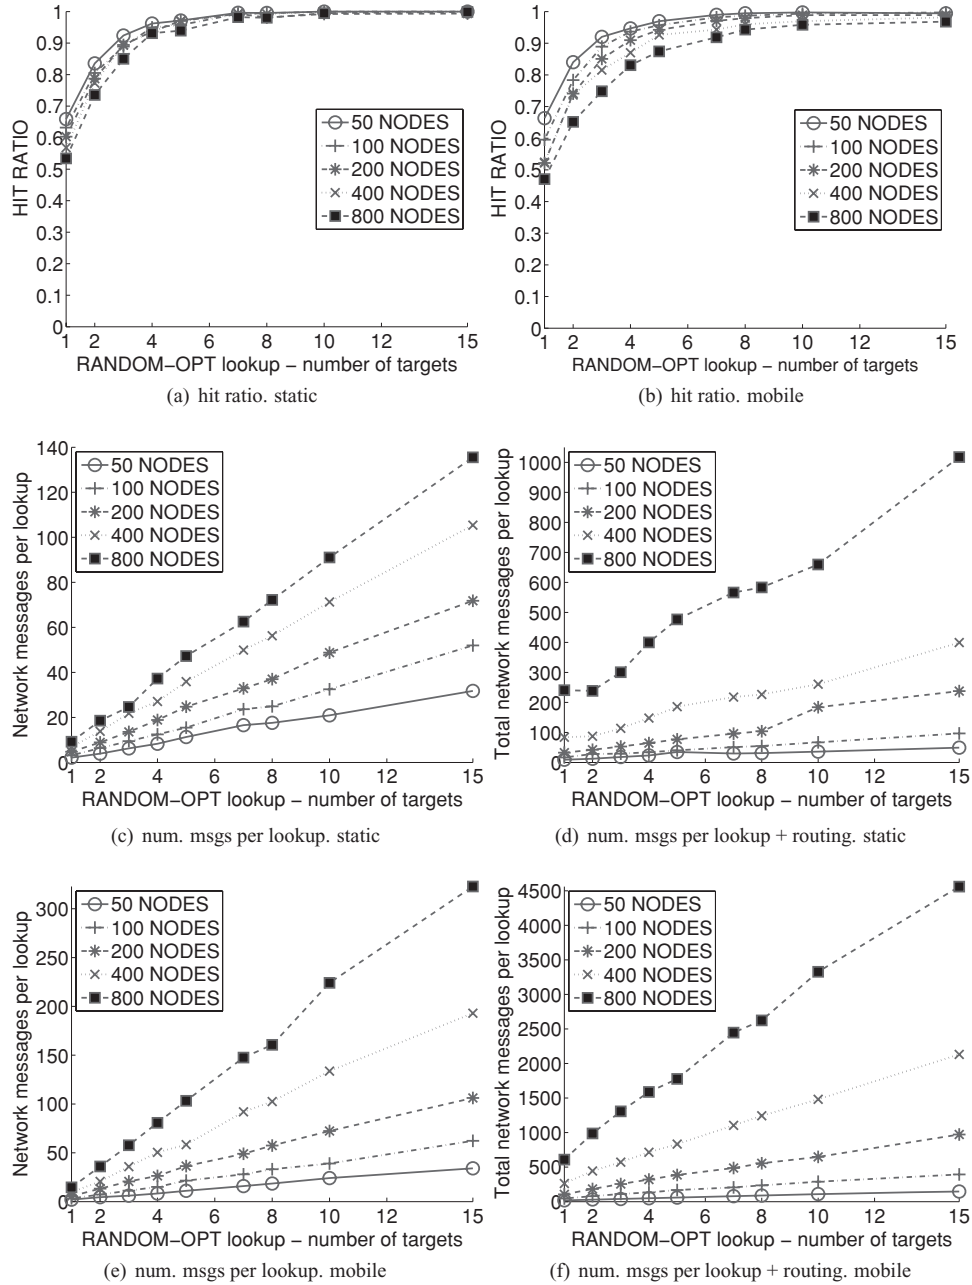 1
0.9
0.8
0.7
0.6
0.5
0.4
0.3
0.2
0.1
0
HIT RATIO
50 NODES
100 NODES
200 NODES
400 NODES
800 NODES
1 2 4 6 8 10 12 15
RANDOM−OPT lookup − number of targets
(a) hit ratio. static
1
0.9
0.8
0.7
0.6
0.5
0.4
0.3
0.2
0.1
0
HIT RATIO
50 NODES
100 NODES
200 NODES
400 NODES
800 NODES
1 2 4 6 8 10 12 15
RANDOM−OPT lookup − number of targets
(b) hit ratio. mobile
140
120
100
80
60
40
20
0
Network messages per lookup
50 NODES
100 NODES
200 NODES
400 NODES
800 NODES
1 2 4 6 8 10 12 15
RANDOM−OPT lookup − number of targets
(c) num. msgs per lookup. static
1000
900
800
700
600
500
400
300
200
100
0
Total network messages per lookup
50 NODES
100 NODES
200 NODES
400 NODES
800 NODES
1 2 4 6 8 10 12 15
RANDOM−OPT lookup − number of targets
(d) num. msgs per lookup + routing. static
300
250
200
150
100
50
0
Network messages per lookup
50 NODES
100 NODES
200 NODES
400 NODES
800 NODES
1 2 4 6 8 10 12 15
RANDOM−OPT lookup − number of targets
(e) num. msgs per lookup. mobile
4500
4000
3500
3000
2500
2000
1500
1000
500
0
Total network messages per lookup
50 NODES
100 NODES
200 NODES
400 NODES
800 NODES
1 2 4 6 8 10 12 15
RANDOM−OPT lookup − number of targets
(f) num. msgs per lookup + routing. mobile